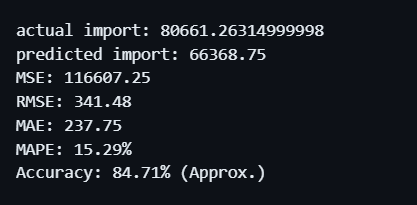 actual import: 80661.26314999998
predicted import: 66368.75
MSE: 116607.25
RMSE: 341.48
MAE: 237.75
MAPE: 15.29%
Accuracy: 84.71% (Approx.)